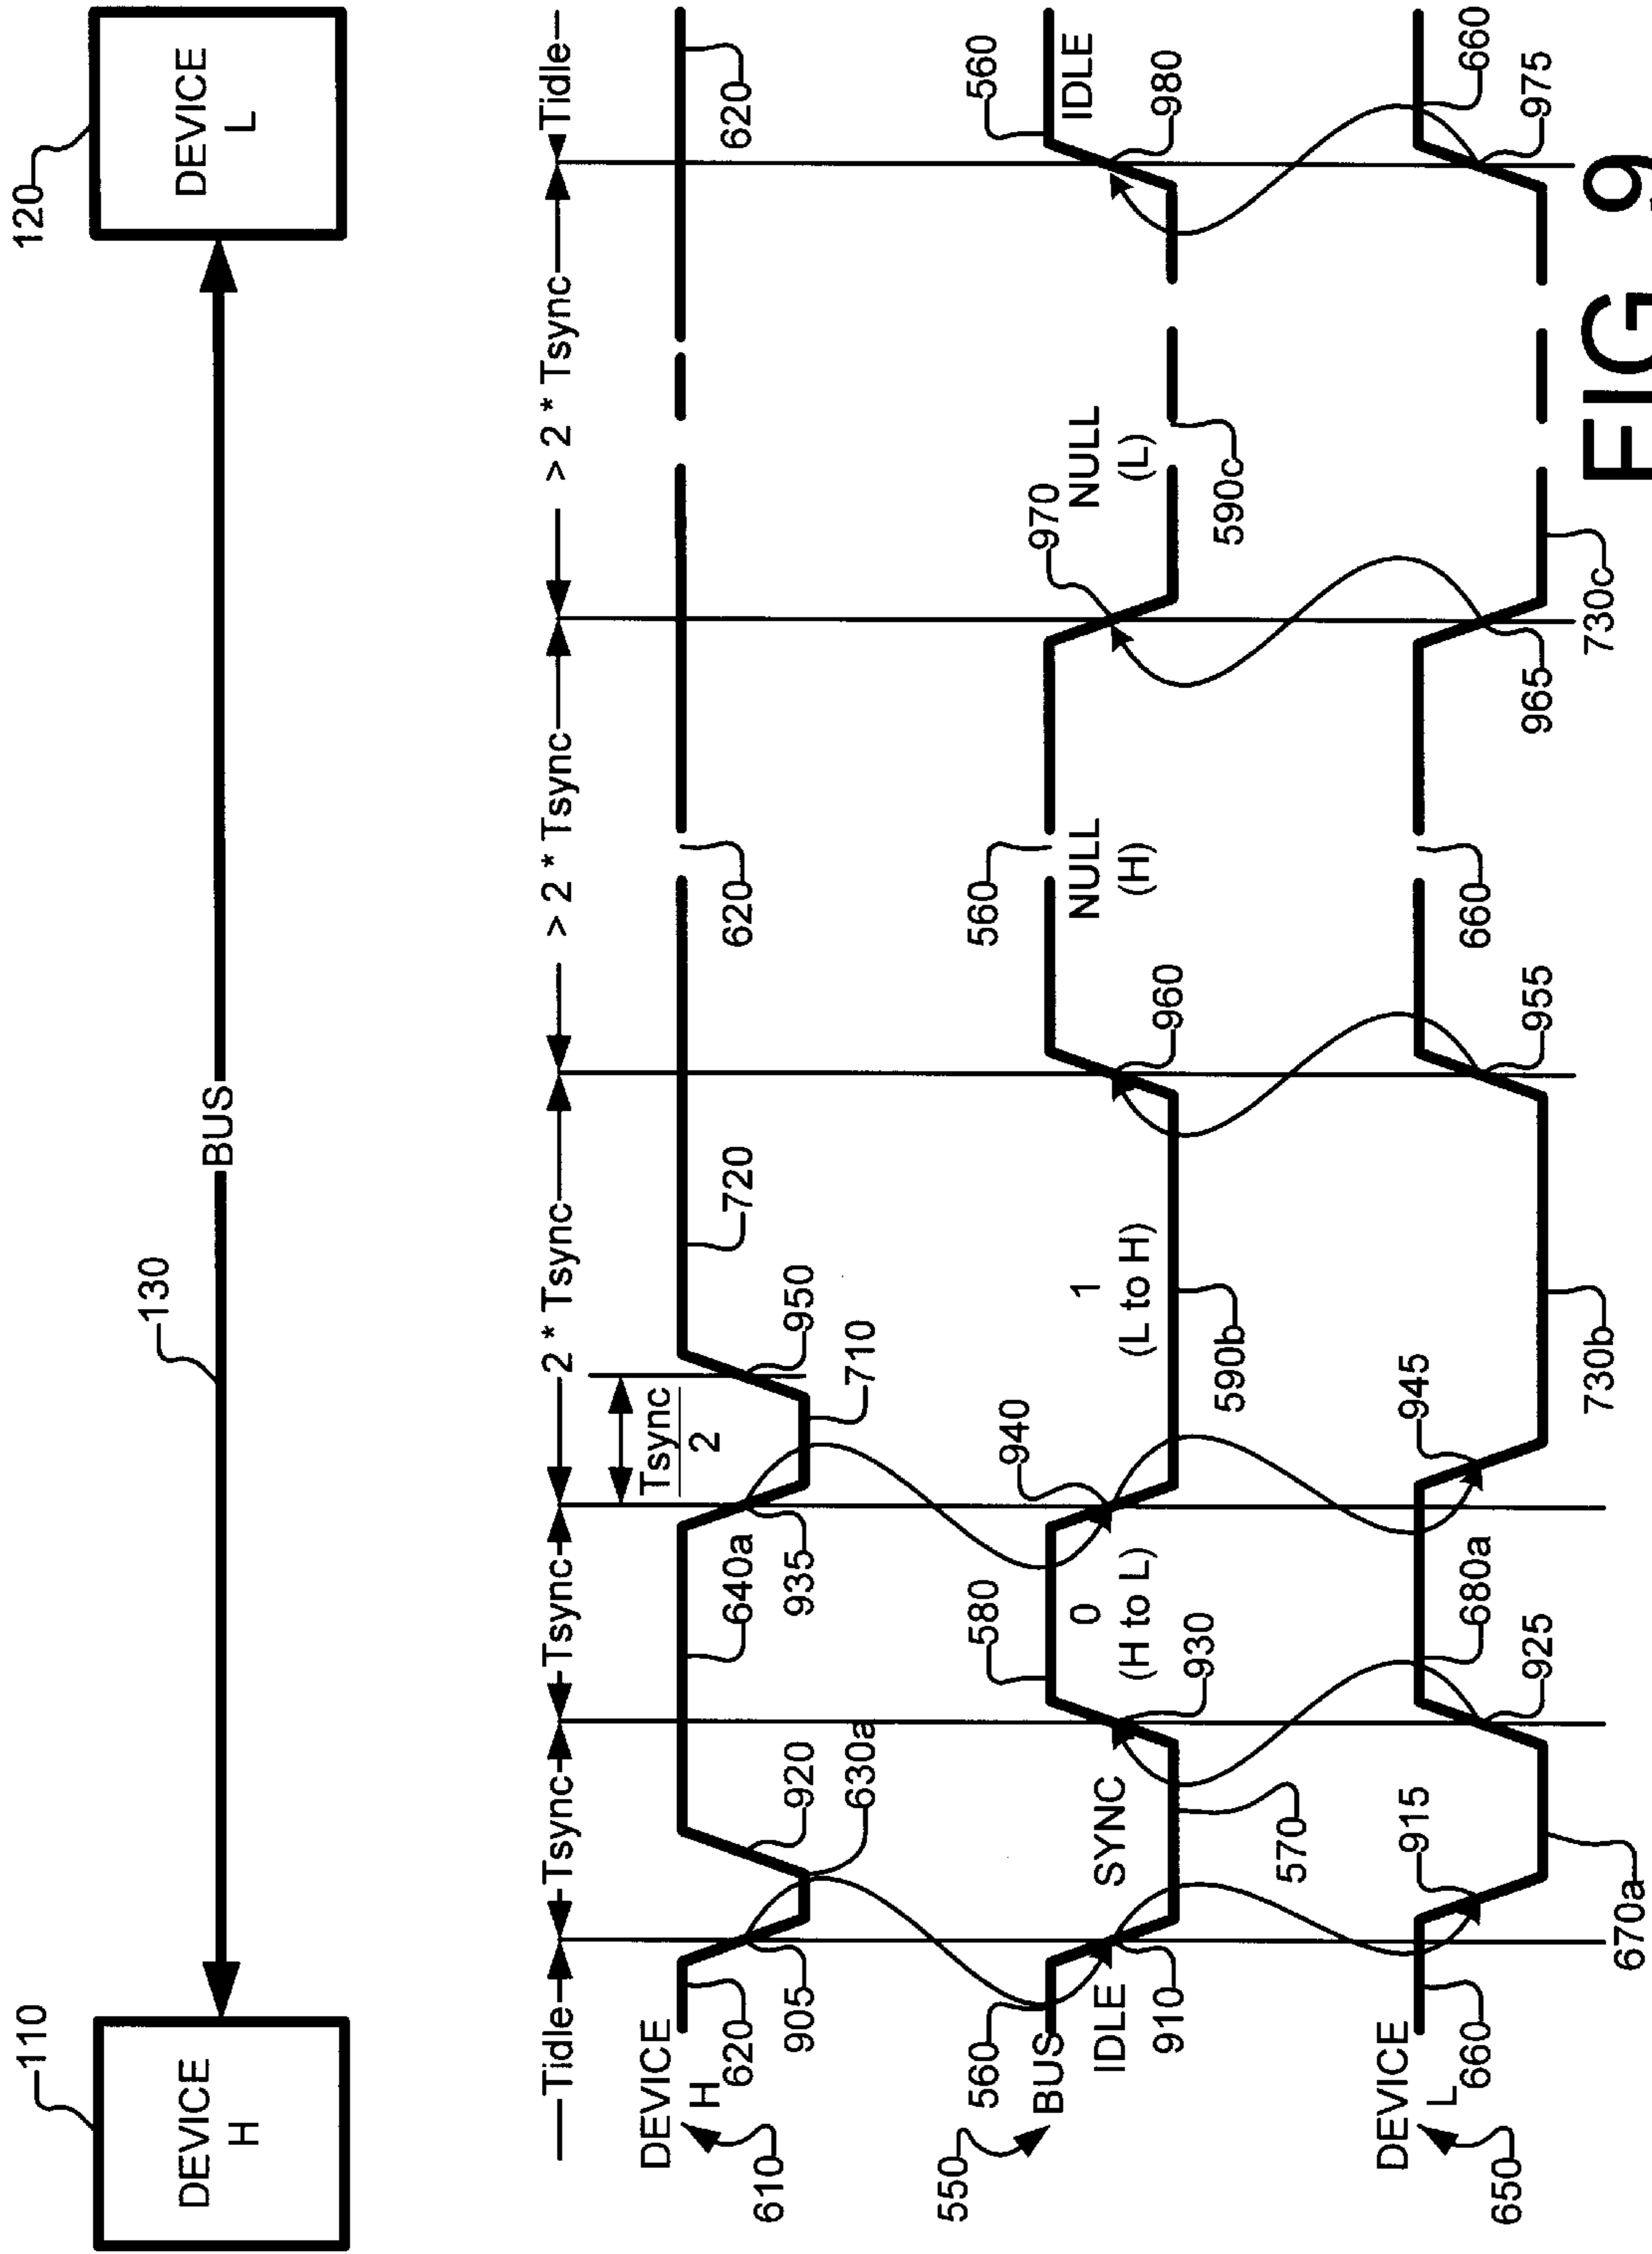 110
DEVICE
H
130
BUS
120
DEVICE
L
Tidle
Tsync
Tsync
2 * Tsync
> 2 * Tsync
> 2 * Tsync
Tidle
Tsync
2
DEVICE
H
610
620
905
920
630a
640a
935
950
710
720
620
620
550
BUS
560
IDLE
910
SYNC
570
580
0
(H to L)
930
940
1
(L to H)
590b
960
560
NULL
(H)
970
NULL
(L)
590c
560
IDLE
980
DEVICE
L
650
660
915
670a
925
680a
945
730b
955
660
965
730c
660
975
FIG. 9